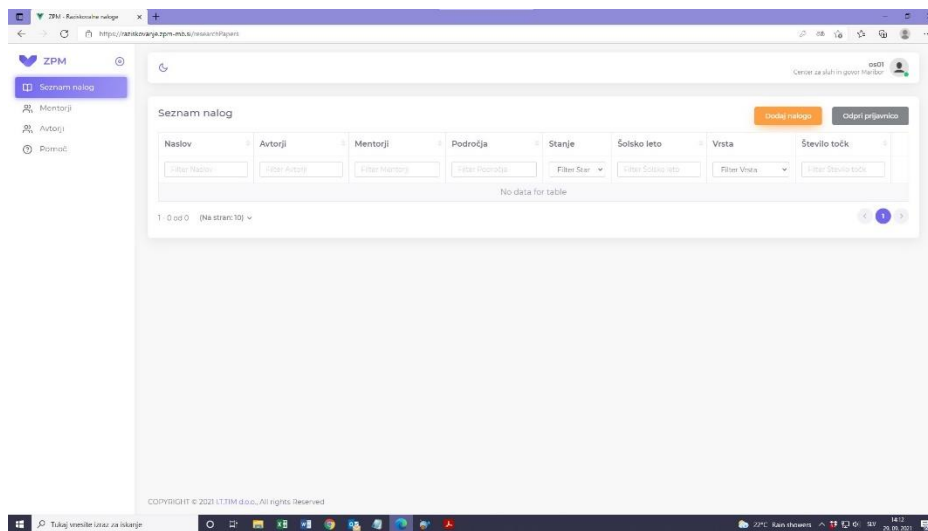 ZPM - Raziskovalne naloge
https://raziskovanje.zpm-mb.si/researchPapers
ZPM
os01
Center za sluh in govor Maribor
Seznam nalog
Mentorji
Avtorji
Pomoč
Seznam nalog
Dodaj nalogo
Odpri prijavnico
Naslov Avtorji Mentorji Področja Stanje Šolsko leto Vrsta Število točk
Filter Naslov Filter Avtorji Filter Mentorji Filter Področja Filter Star Filter Šolsko leto Filter Vrsta Filter Število točk
No data for table
1 - 0 od 0 (Na stran: 10) 1
COPYRIGHT © 2021 I.T.TIM d.o.o., All rights Reserved
Tukaj vnesite izraz za iskanje
22°C Rain showers SLV 14:12
29. 09. 2021